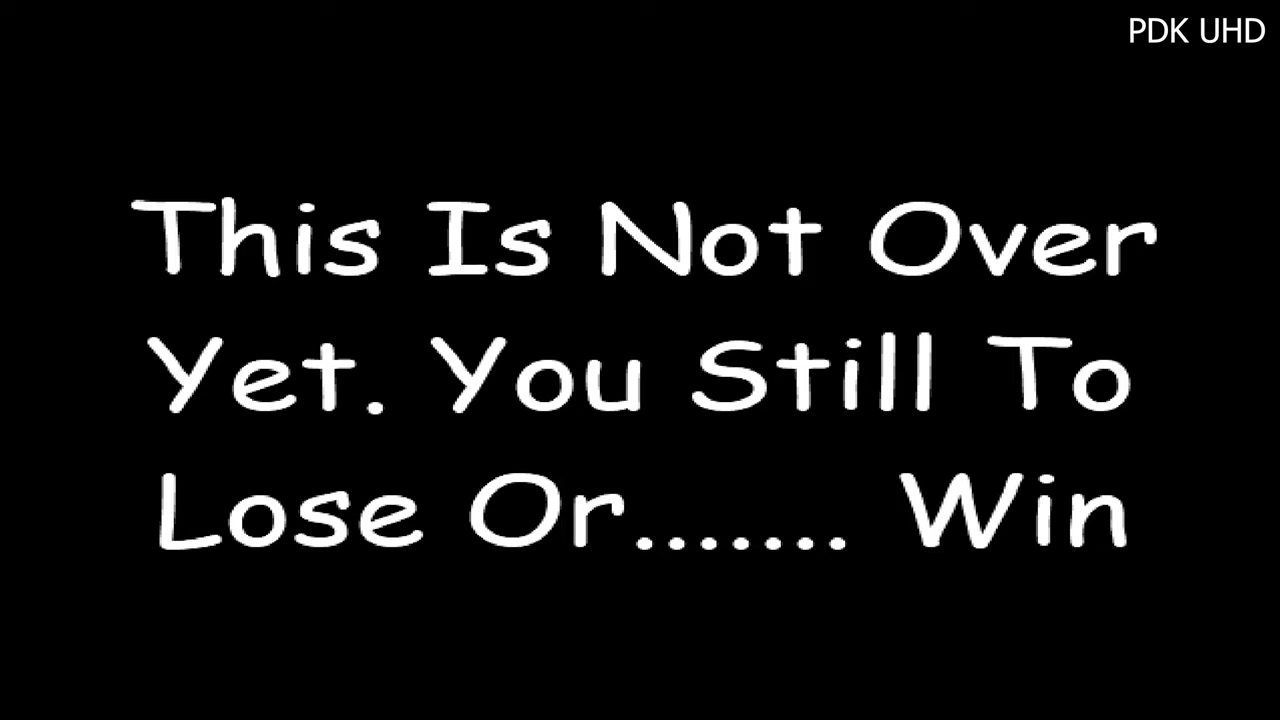 PDK UHD
This Is Not Over
Yet. You Still To
Lose Or....... Win